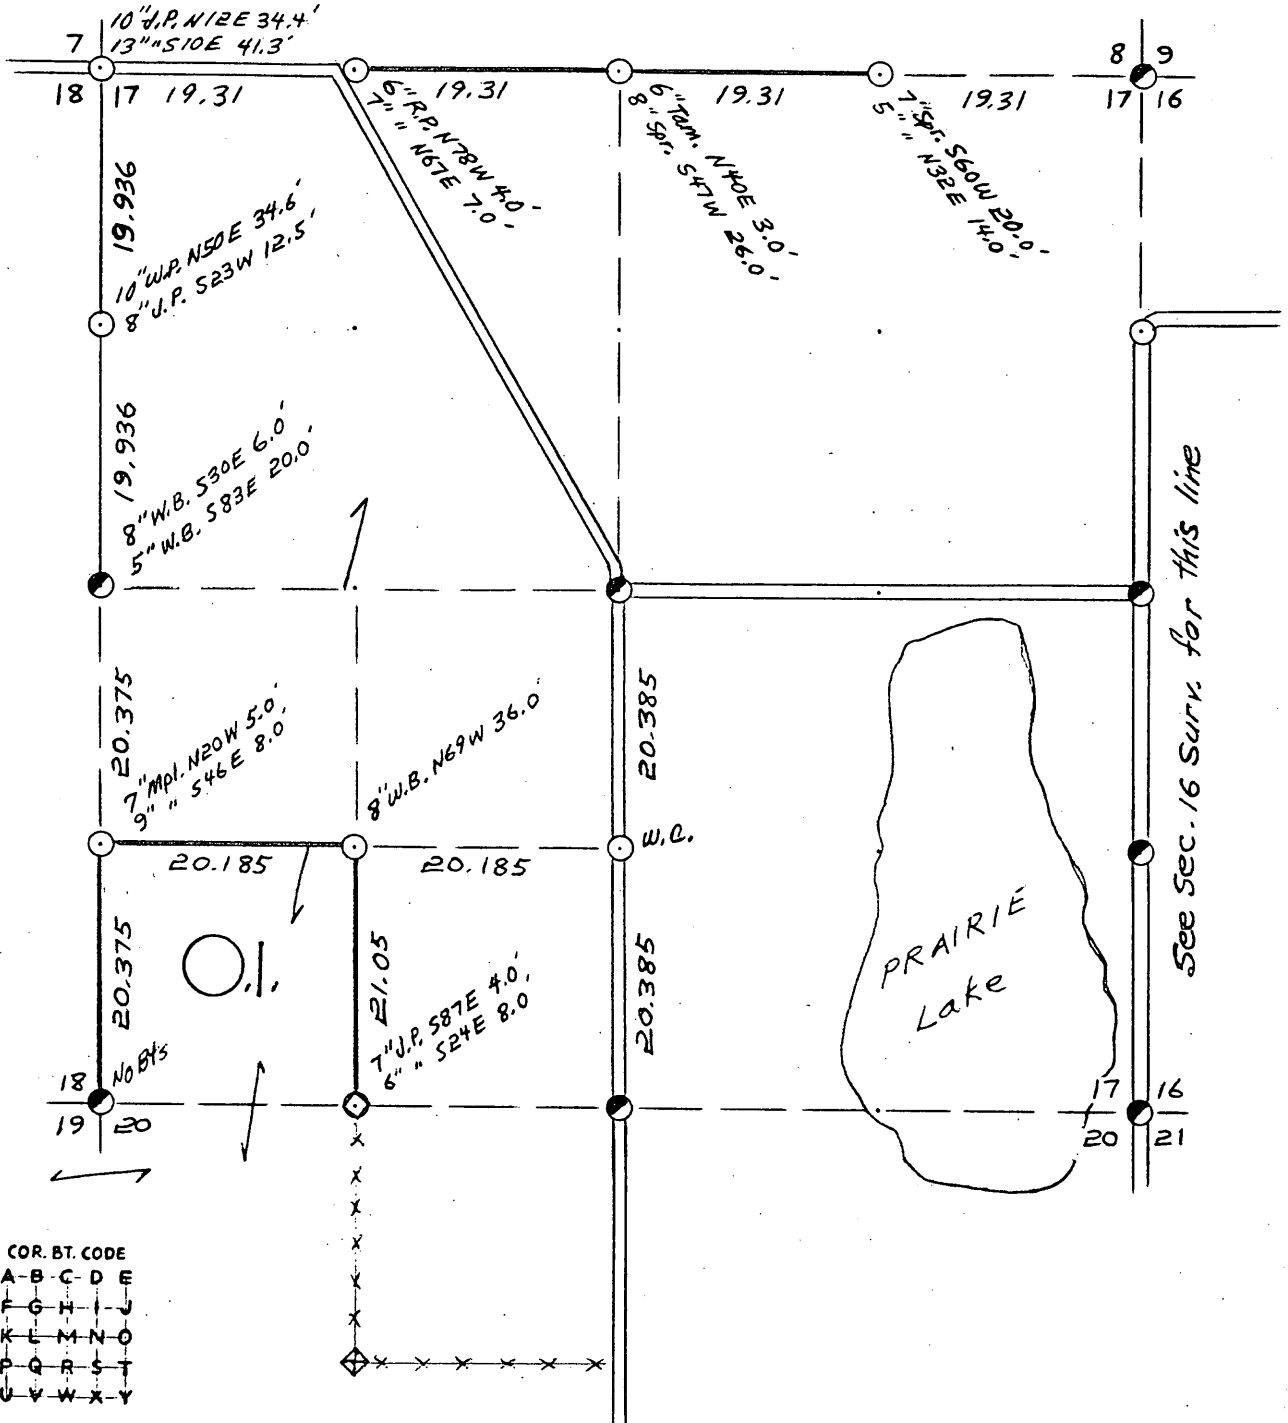 10" J.P. N12E 34.4'
13" " S10E 41.3'
7
8 9
18 17 19.31
19.31
19.31
19.31
17 16
6" R.P. N78W 4.0'
7" " N67E 7.0'
6" Tam. N40E 3.0'
8" Spr. S47W 26.0'
7" Spr. S60W 20.0'
5" " N32E 14.0'
19.936
10" W.P. N50E 34.6'
8" J.P. S23W 12.5'
19.936
8" W.B. S30E 6.0'
5" W.B. S83E 20.0'
See Sec. 16 Surv. for this line
20.375
7" Mpl. N20W 5.0'
9" " S46E 8.0'
8" W.B. N69W 36.0'
20.385
W.C.
20.185
20.185
20.375
21.05
20.385
PRAIRIE
Lake
7" J.P. S87E 4.0'
6" " S24E 8.0'
No Bts
18
19 20
17 16
20 21
COR. BT. CODE
A-B-C-D E
F-G-H-I-J
K-L-M-N-O
P-Q-R-S-T
U-V-W-X-Y